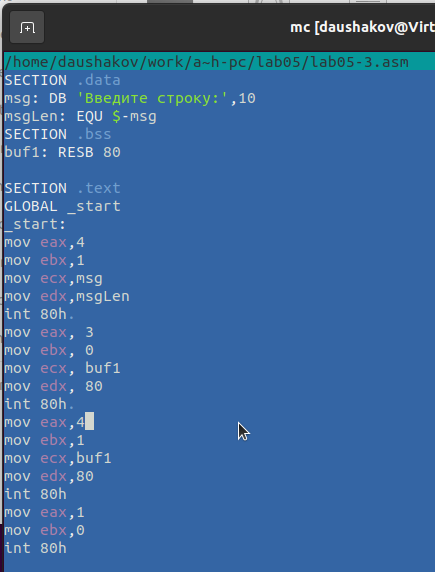 mc [daushakov@Virt
/home/daushakov/work/a~h-pc/lab05/lab05-3.asm
SECTION .data
msg: DB 'Введите строку:',10
msgLen: EQU $-msg
SECTION .bss
buf1: RESB 80
SECTION .text
GLOBAL _start
_start:
mov eax,4
mov ebx,1
mov ecx,msg
mov edx,msgLen
int 80h.
mov eax, 3
mov ebx, 0
mov ecx, buf1
mov edx, 80
int 80h.
mov eax,4
mov ebx,1
mov ecx,buf1
mov edx,80
int 80h
mov eax,1
mov ebx,0
int 80h